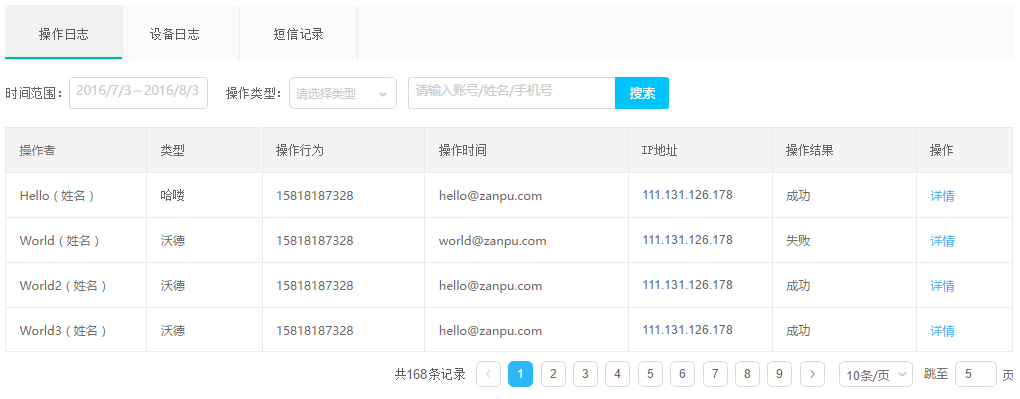 操作日志 设备日志 短信记录
时间范围： 2016/7/3 ~ 2016/8/3 操作类型： 请选择类型 请输入账号/姓名/手机号 搜索
操作者 类型 操作行为 操作时间 IP地址 操作结果 操作
Hello（姓名） 哈喽 15818187328 hello@zanpu.com 111.131.126.178 成功 详情
World（姓名） 沃德 15818187328 world@zanpu.com 111.131.126.178 失败 详情
World2（姓名） 沃德 15818187328 hello@zanpu.com 111.131.126.178 成功 详情
World3（姓名） 沃德 15818187328 hello@zanpu.com 111.131.126.178 成功 详情
共168条记录 1 2 3 4 5 6 7 8 9 10条/页 跳至 5 页